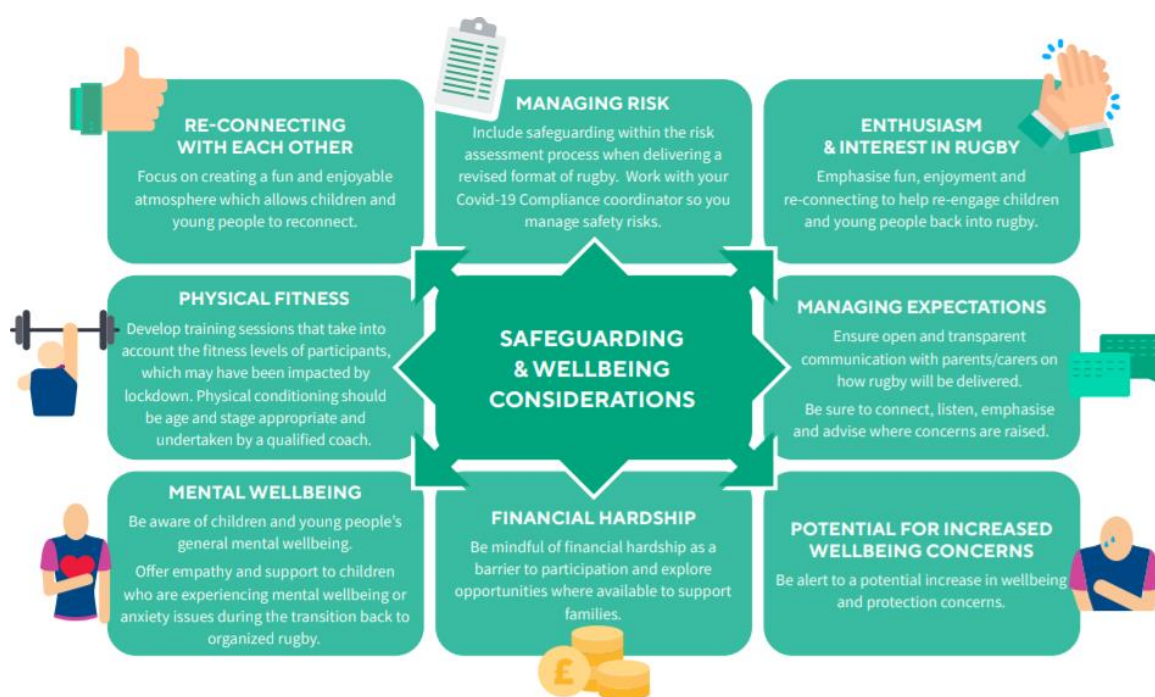 RE-CONNECTING
WITH EACH OTHER
Focus on creating a fun and enjoyable
atmosphere which allows children and
young people to reconnect.
MANAGING RISK
Include safeguarding within the risk
assessment process when delivering a
revised format of rugby. Work with your
Covid-19 Compliance coordinator so you
manage safety risks.
ENTHUSIASM
& INTEREST IN RUGBY
Emphasise fun, enjoyment and
re-connecting to help re-engage children
and young people back into rugby.
PHYSICAL FITNESS
Develop training sessions that take into
account the fitness levels of participants,
which may have been impacted by
lockdown. Physical conditioning should
be age and stage appropriate and
undertaken by a qualified coach.
SAFEGUARDING
& WELLBEING
CONSIDERATIONS
MANAGING EXPECTATIONS
Ensure open and transparent
communication with parents/carers on
how rugby will be delivered.
Be sure to connect, listen, emphasise
and advise where concerns are raised.
MENTAL WELLBEING
Be aware of children and young people's
general mental wellbeing.
Offer empathy and support to children
who are experiencing mental wellbeing or
anxiety issues during the transition back to
organized rugby.
FINANCIAL HARDSHIP
Be mindful of financial hardship as a
barrier to participation and explore
opportunities where available to support
families.
£
POTENTIAL FOR INCREASED
WELLBEING CONCERNS
Be alert to a potential increase in wellbeing
and protection concerns.